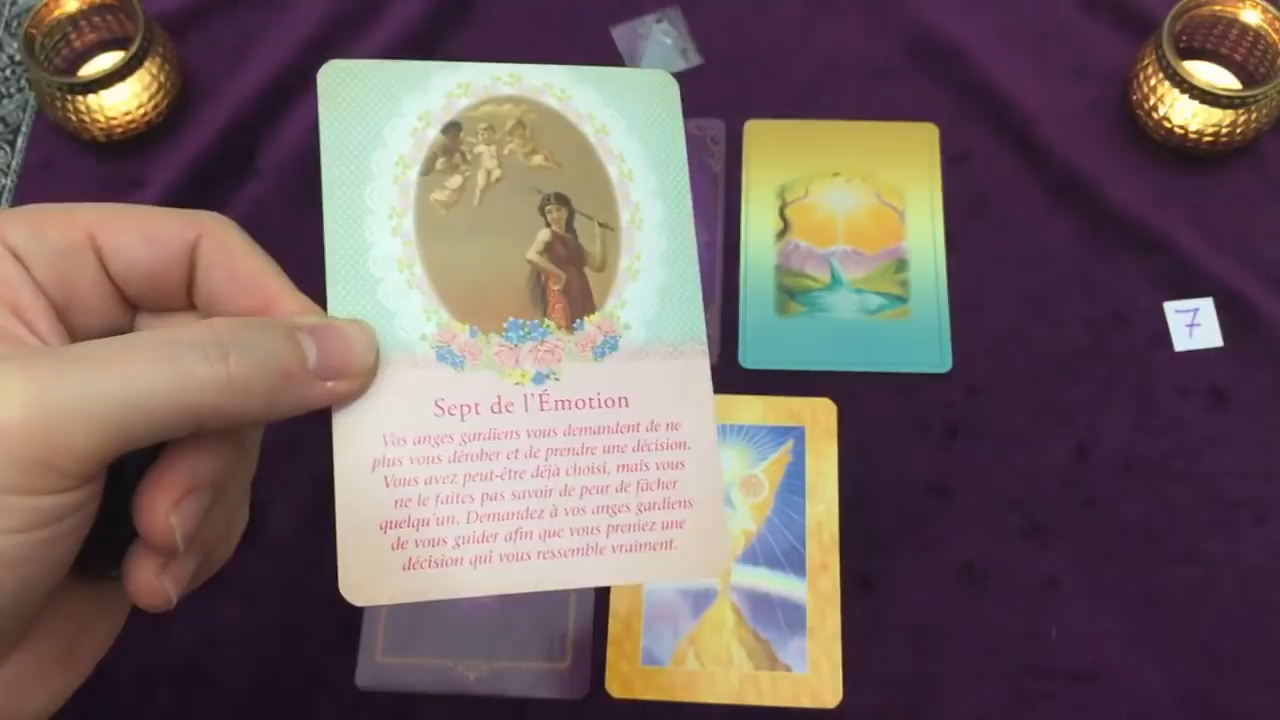 Sept de l'Émotion
Vos anges gardiens vous demandent de ne
plus vous dérober et de prendre une décision.
Vous avez peut-être déjà choisi, mais vous
ne le faites pas savoir de peur de fâcher
quelqu'un. Demandez à vos anges gardiens
de vous guider afin que vous preniez une
décision qui vous ressemble vraiment.
7